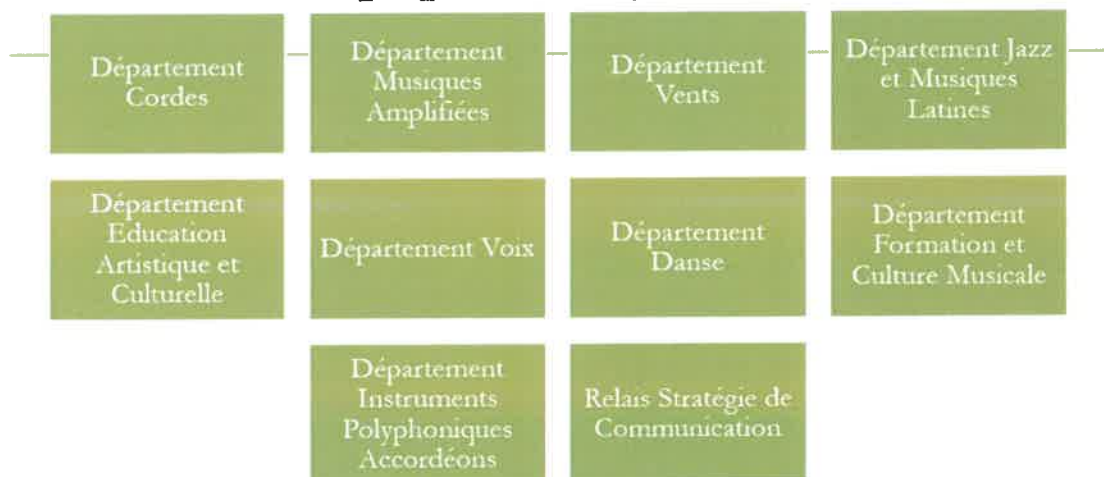 Département
Cordes
Département
Musiques
Amplifiées
Département
Vents
Département Jazz
et Musiques
Latines
Département
Education
Artistique et
Culturelle
Département Voix
Département
Danse
Département
Formation et
Culture Musicale
Département
Instruments
Polyphoniques
Accordéons
Relais Stratégie de
Communication